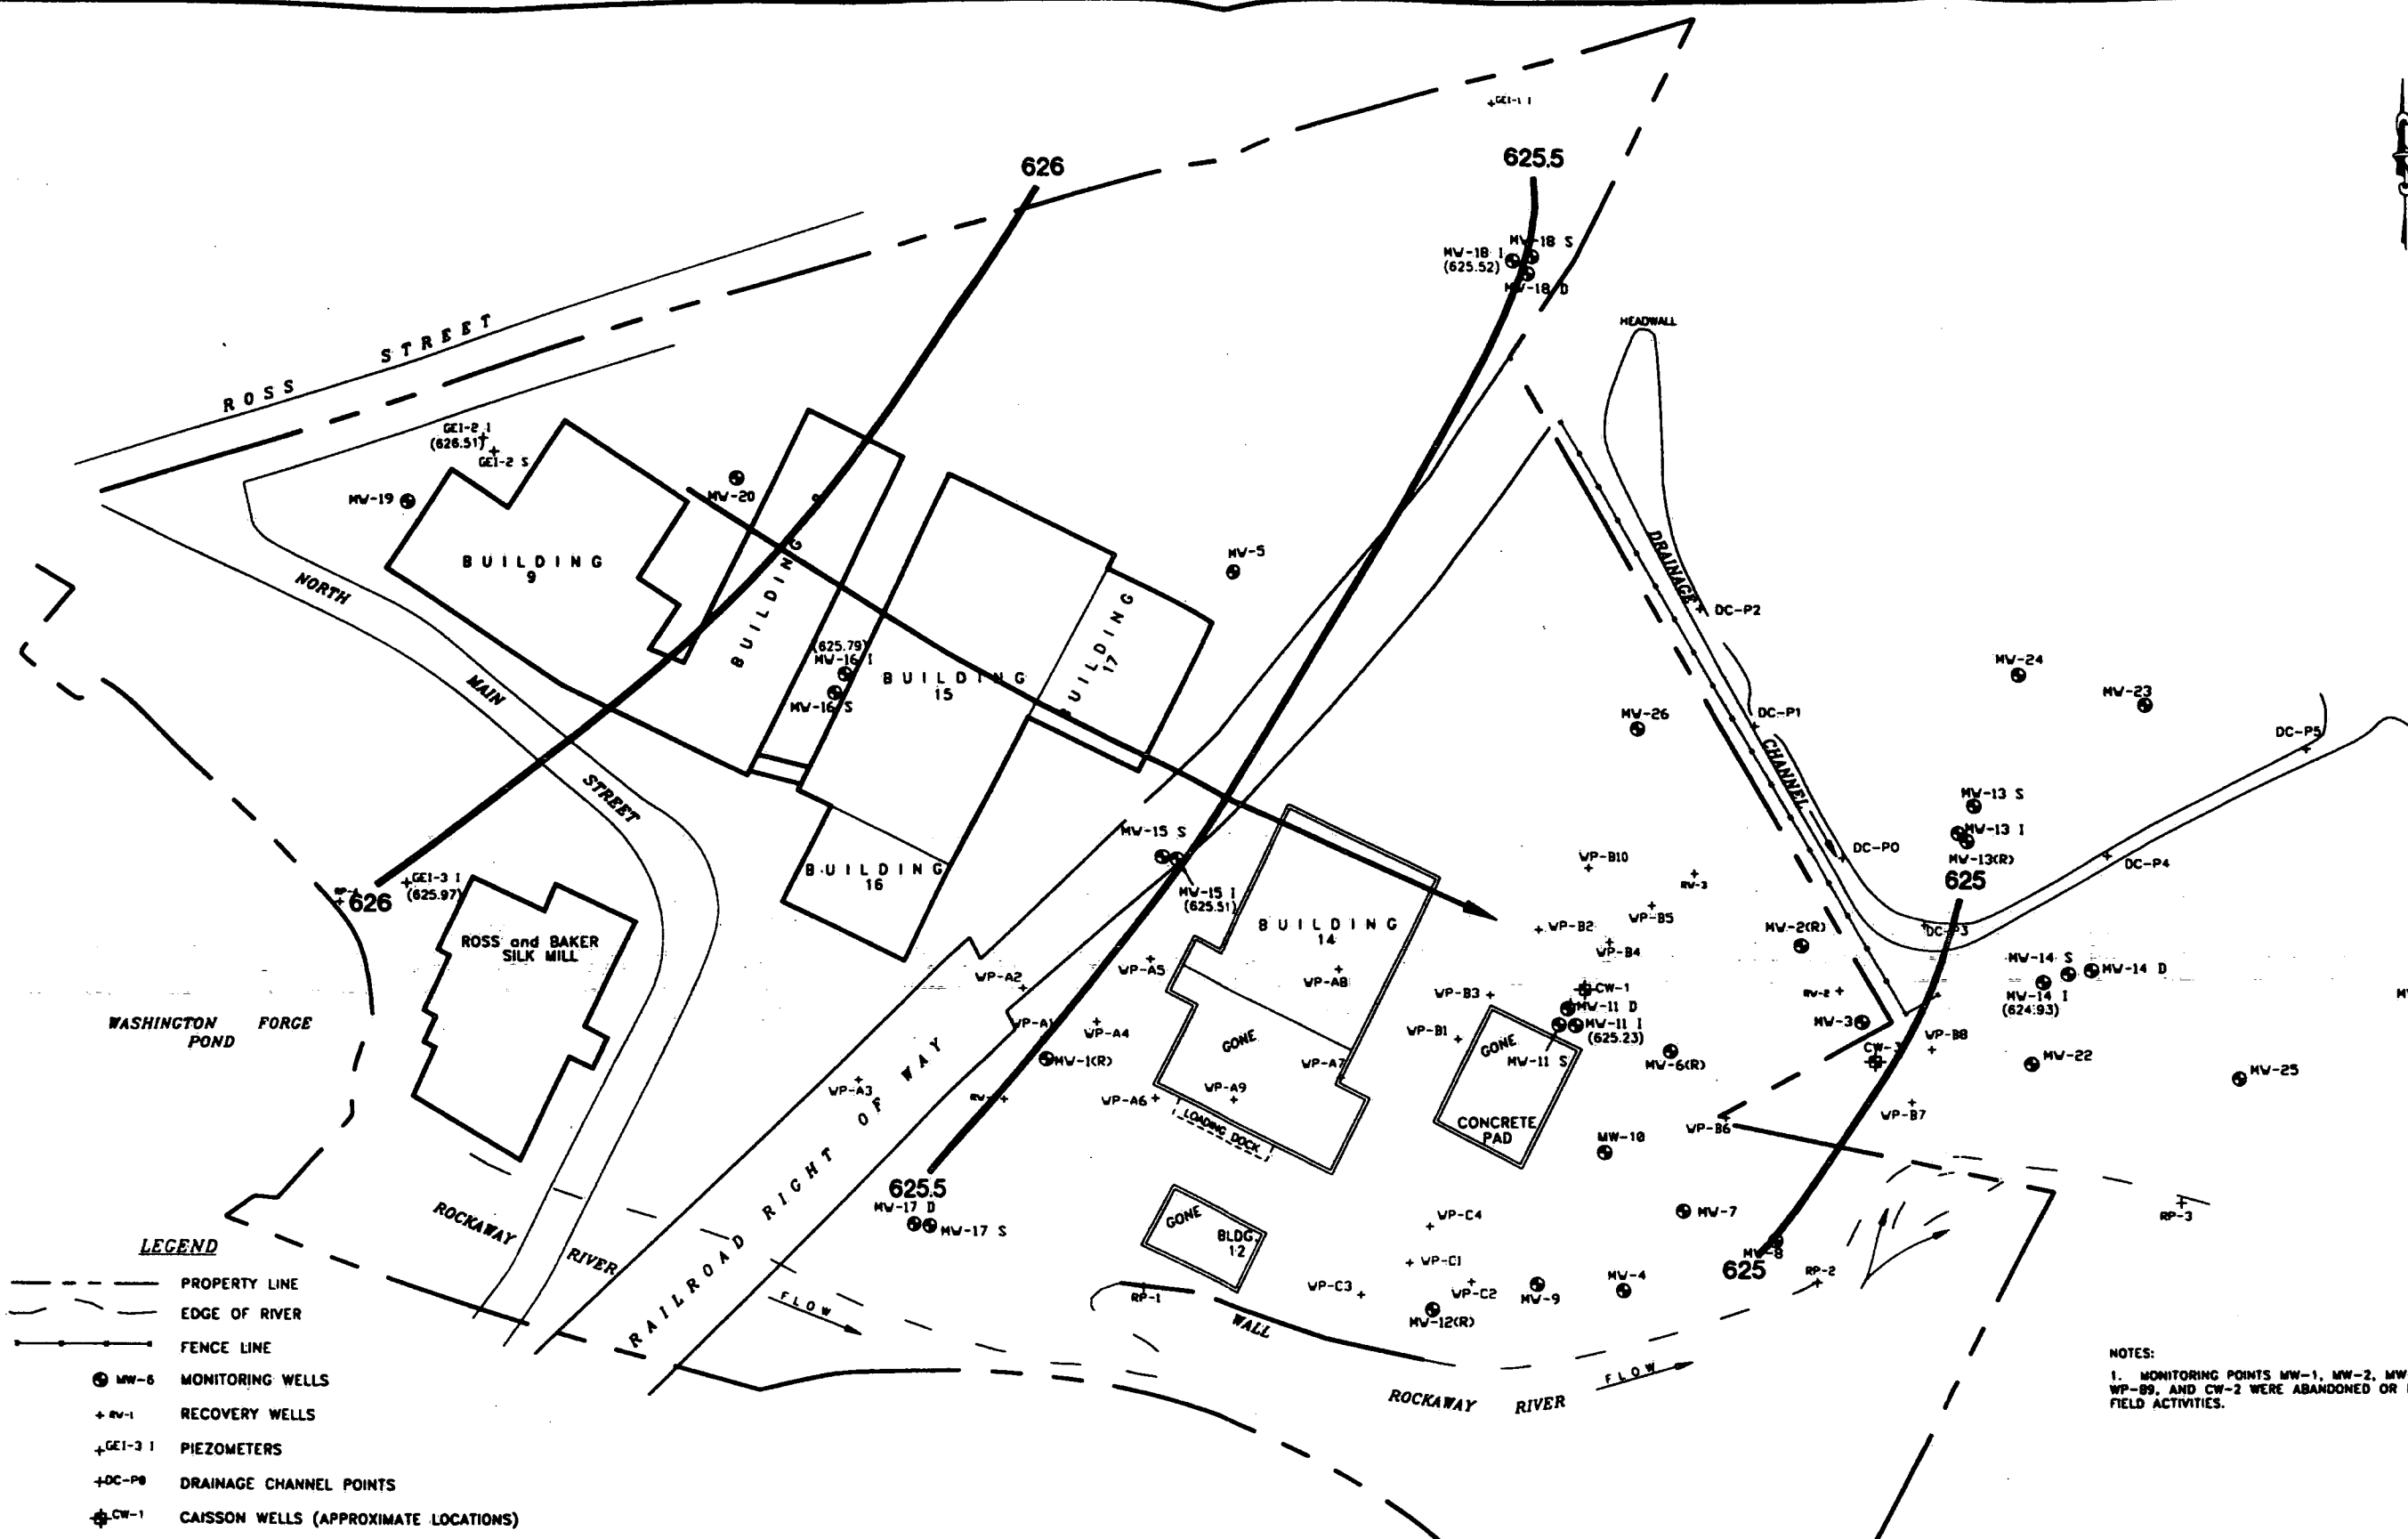 GEI-1 I
626
625.5
MW-18 S
MW-18 I
(625.52)
MW-18 D
HEADWALL
ROSS STREET
GEI-2 I
(626.51)
GEI-2 S
MW-19
MW-20
BUILDING
9
BUILDING
MW-5
DRAINAGE
DC-P2
NORTH
MAIN
STREET
(625.79)
MW-16 I
MW-16 S
BUILDING
15
BUILDING
17
MW-24
MW-23
MW-26
DC-P1
DC-P5
CHANNEL
MW-13 S
MW-13 I
MW-13(R)
625
DC-P0
DC-P4
MW-15 S
MW-15 I
(625.51)
WP-B10
RW-3
BUILDING
16
GEI-3 I
(625.97)
626
ROSS and BAKER
SILK MILL
BUILDING
14
WP-B2
WP-B5
WP-B4
MW-2(R)
DC-P3
WP-A2
WP-A5
WP-A8
WP-B3
CW-1
MW-11 D
MW-11 I
(625.23)
MW-11 S
RW-2
MW-14 S
MW-14 D
MW-14 I
(624.93)
WASHINGTON FORGE
POND
WP-A1
WP-A4
MW-1(R)
GONE
WP-A7
WP-B1
GONE
MW-3
CW-3
WP-B8
MW-22
MW-25
MW-6(R)
WP-A3
WP-A6
WP-A9
LOADING DOCK
CONCRETE
PAD
WP-B7
WP-B6
MW-10
RAILROAD RIGHT OF WAY
625.5
MW-17 D
MW-17 S
ROCKAWAY
RIVER
GONE
BLDG.
12
WP-C4
MW-7
RP-3
WP-C1
MW-8
625
RP-2
FLOW
RP-1
WP-C3
WP-C2
MW-9
MW-4
MW-12(R)
WALL
FLOW
ROCKAWAY RIVER
LEGEND
PROPERTY LINE
EDGE OF RIVER
FENCE LINE
MW-6 MONITORING WELLS
RW-1 RECOVERY WELLS
GEI-3 I PIEZOMETERS
DC-P0 DRAINAGE CHANNEL POINTS
CW-1 CAISSON WELLS (APPROXIMATE LOCATIONS)
NOTES:
1. MONITORING POINTS MW-1, MW-2, MW
WP-B9, AND CW-2 WERE ABANDONED OR
FIELD ACTIVITIES.